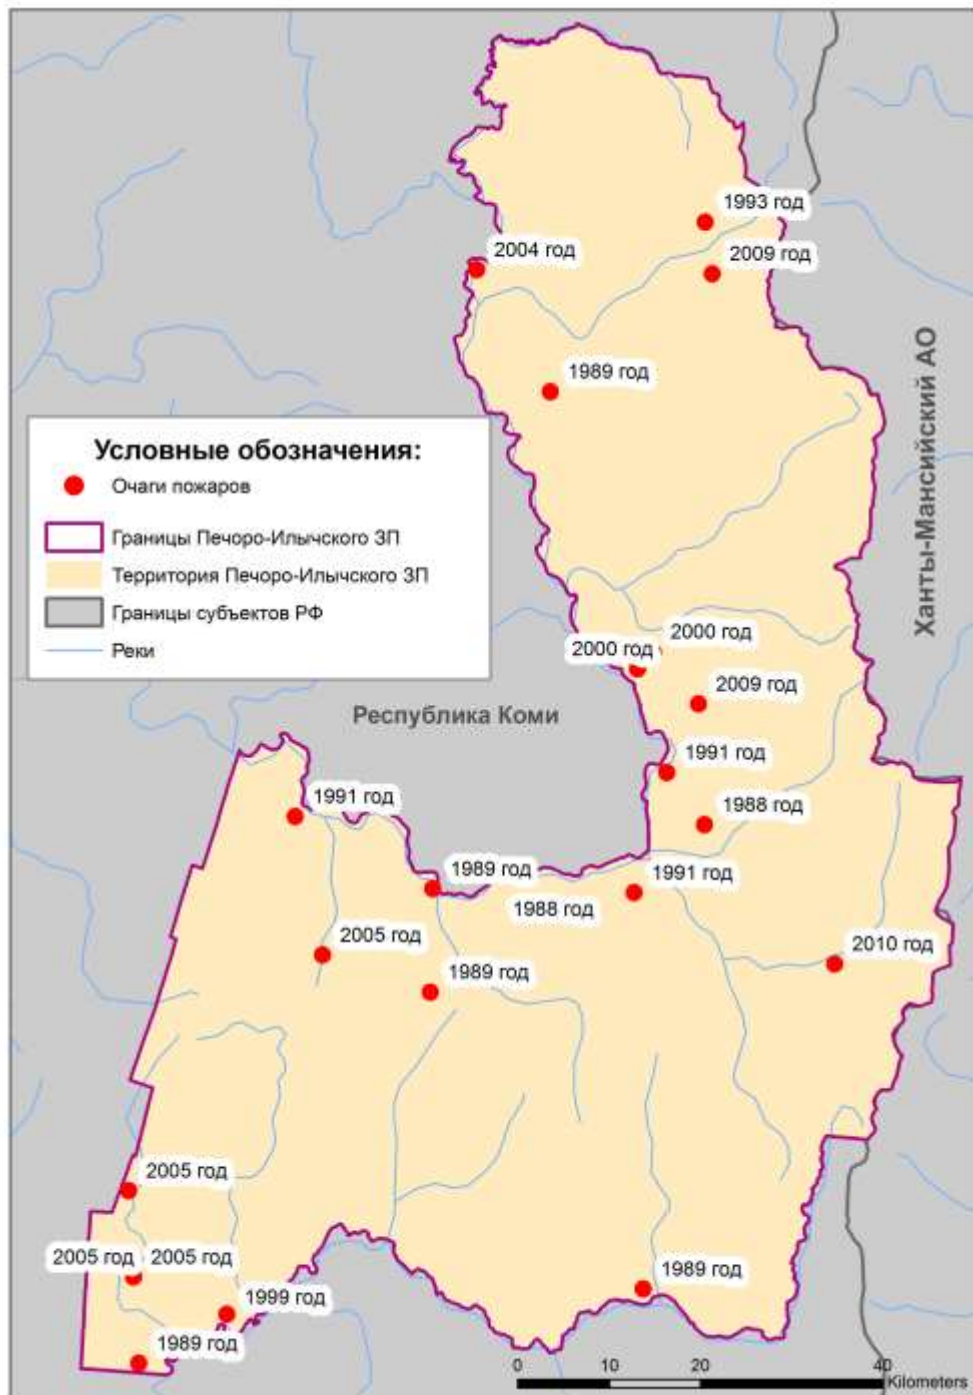 1993 год
2004 год
2009 год
1989 год
Ханты-Мансийский АО
Условные обозначения:
Очаги пожаров
Границы Печоро-Илычского ЗП
Территория Печоро-Илычского ЗП
Границы субъектов РФ
Реки
2000 год
2000 год
2009 год
Республика Коми
1991 год
1991 год
1988 год
1989 год
1991 год
1988 год
2005 год
2010 год
1989 год
2005 год
2005 год
2005 год
1989 год
1999 год
1989 год
0 10 20 40
Kilometers